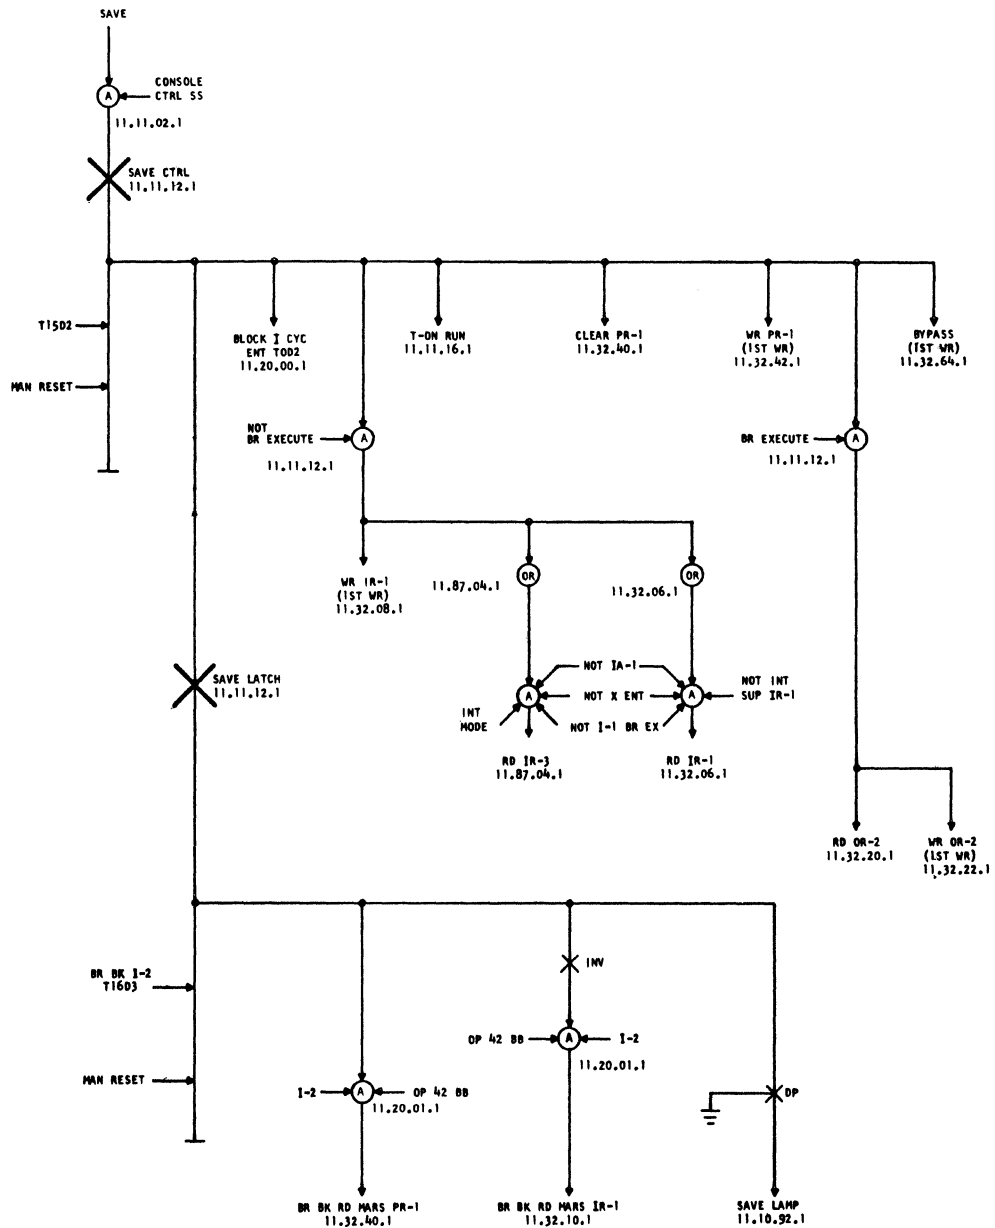 SAVE
CONSOLE
CTRL SS
A
11.11.02.1
SAVE CTRL
11.11.12.1
T15D2
MAN RESET
BLOCK I CYC
ENT TOD2
11.20.00.1
T-ON RUN
11.11.16.1
CLEAR PR-1
11.32.40.1
WR PR-1
(1ST WR)
11.32.42.1
BYPASS
(1ST WR)
11.32.64.1
NOT
BR EXECUTE
A
11.11.12.1
BR EXECUTE
A
11.11.12.1
WR IR-1
(1ST WR)
11.32.08.1
11.87.04.1
OR
11.32.06.1
OR
SAVE LATCH
11.11.12.1
NOT IA-1
A
NOT X ENT
A
NOT INT
SUP IR-1
INT
MODE
NOT I-1 BR EX
RD IR-3
11.87.04.1
RD IR-1
11.32.06.1
RD OR-2
11.32.20.1
WR OR-2
(1ST WR)
11.32.22.1
BR BK I-2
T16D3
INV
OP 42 BB
A
I-2
11.20.01.1
MAN RESET
I-2
A
OP 42 BB
11.20.01.1
DP
BR BK RD MARS PR-1
11.32.40.1
BR BK RD MARS IR-1
11.32.10.1
SAVE LAMP
11.10.92.1